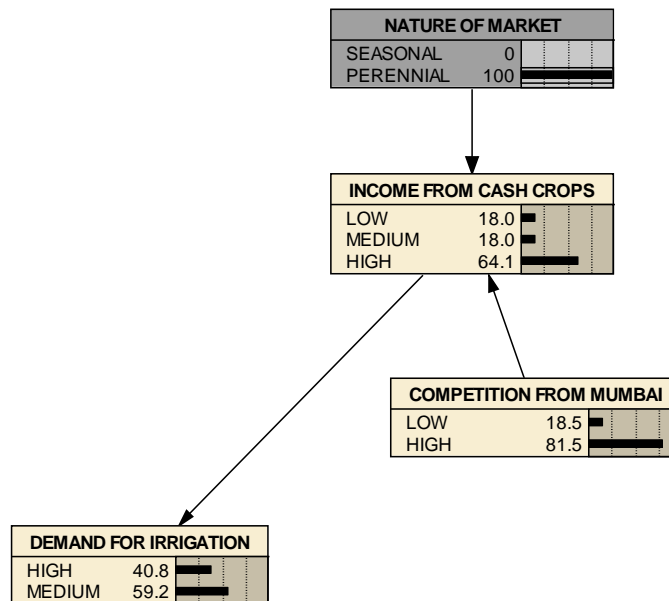 NATURE OF MARKET
SEASONAL 0
PERENNIAL 100
INCOME FROM CASH CROPS
LOW 18.0
MEDIUM 18.0
HIGH 64.1
COMPETITION FROM MUMBAI
LOW 18.5
HIGH 81.5
DEMAND FOR IRRIGATION
HIGH 40.8
MEDIUM 59.2